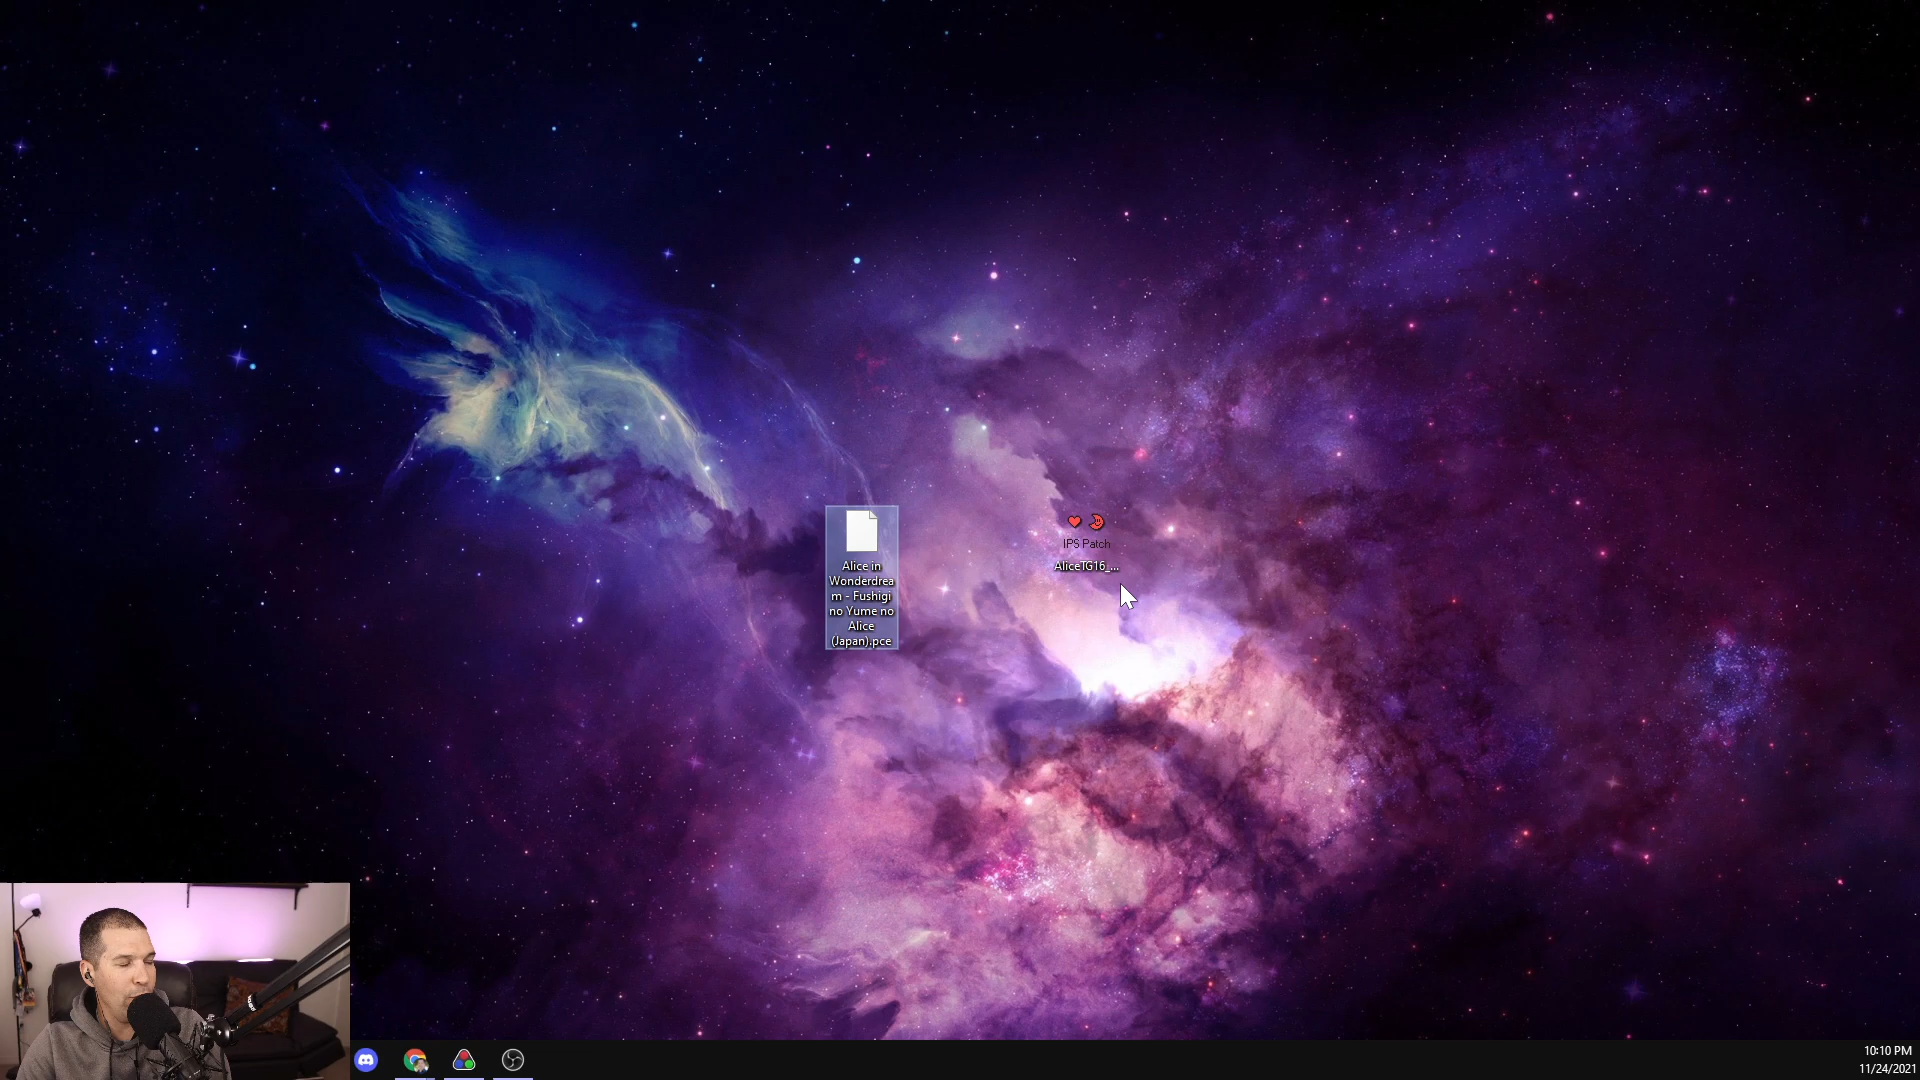 Alice in
Wonderdrea
m - Fushigi
no Yume no
Alice
(Japan).pce
IPS Patch
AliceTG16_...
10:10 PM
11/24/2021